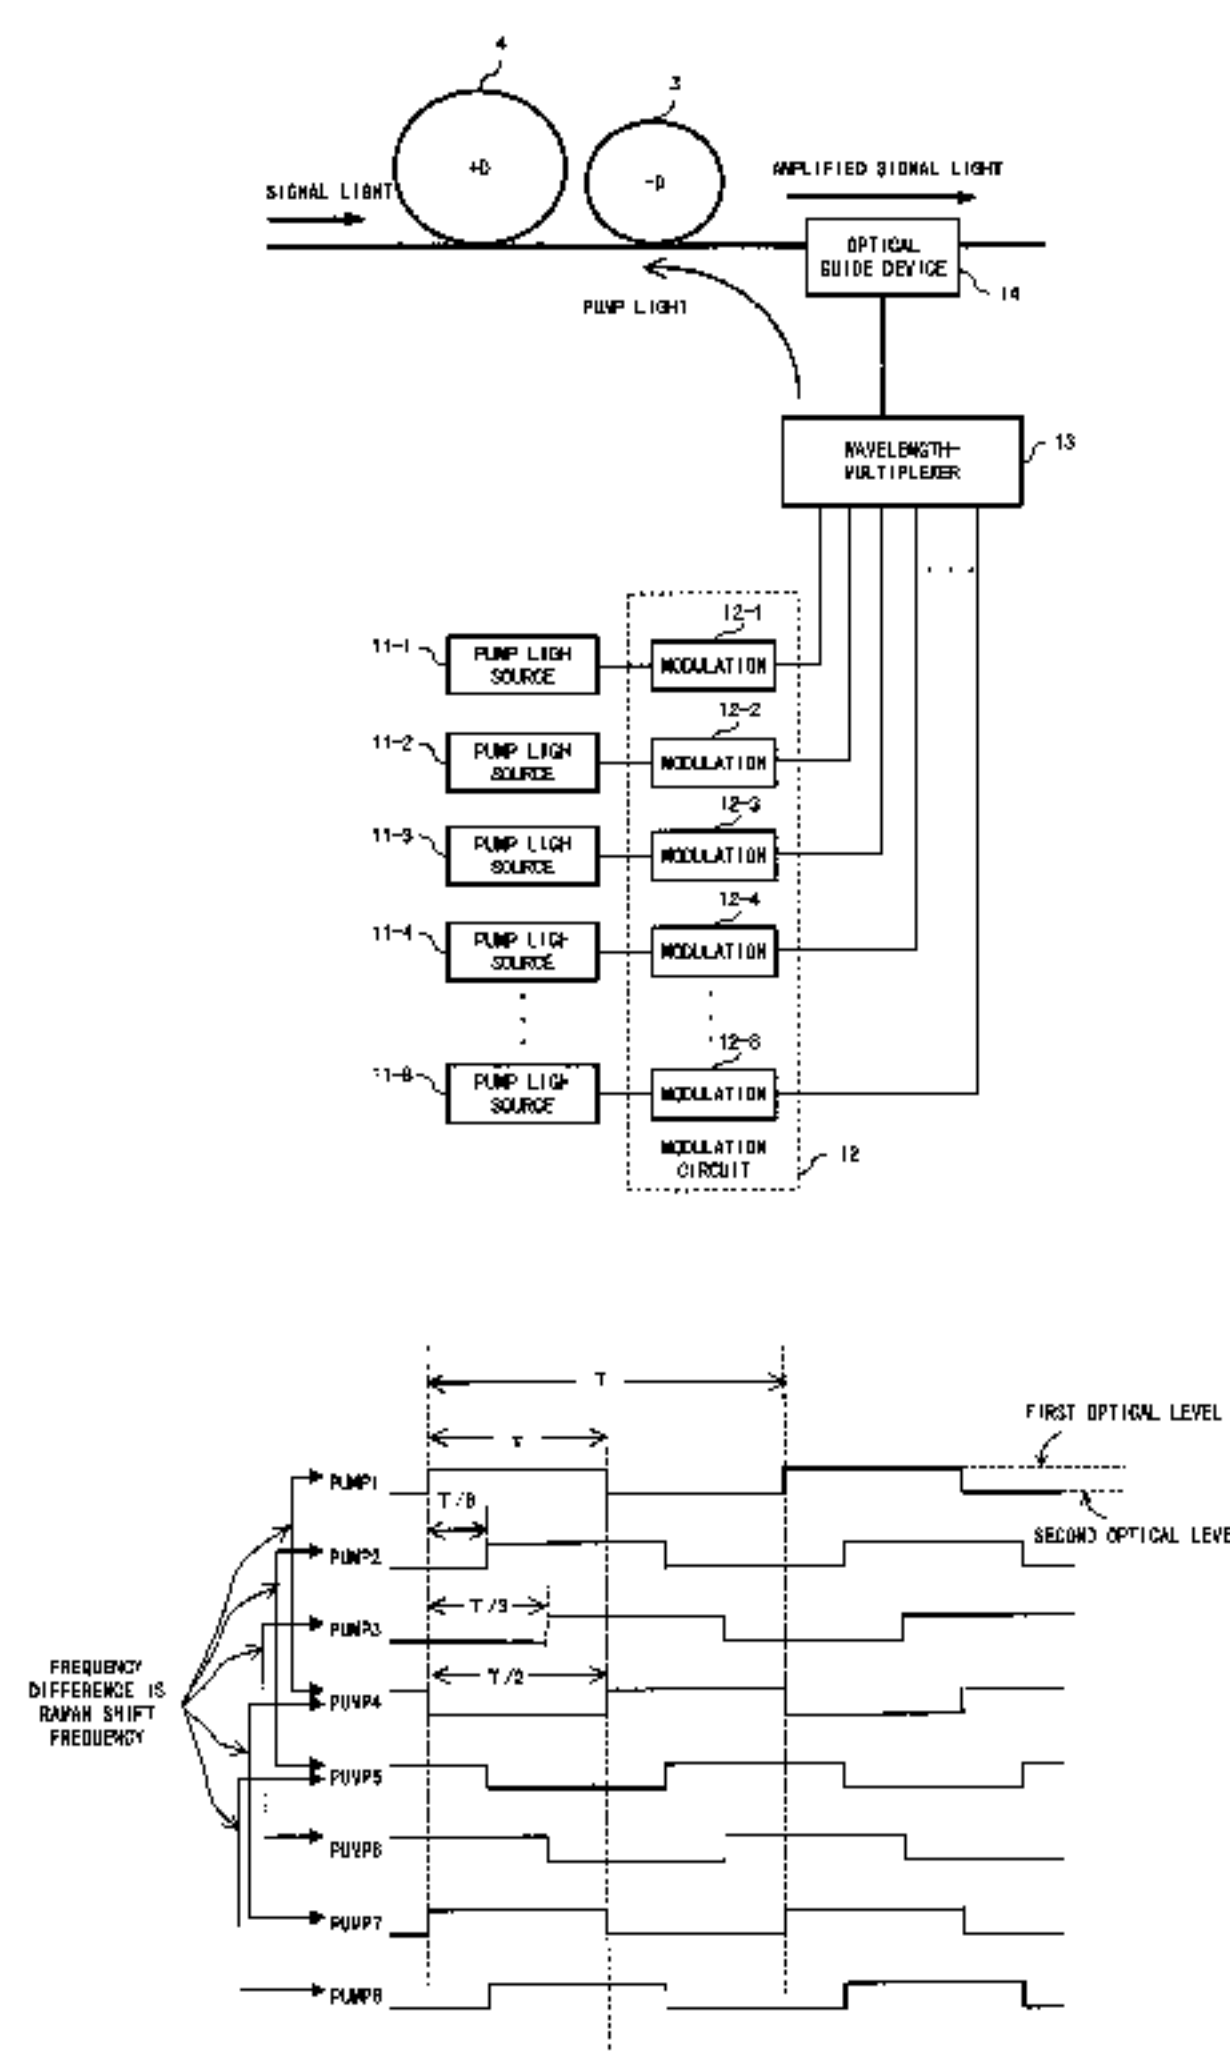 4
3
+D
-D
SIGNAL LIGHT
AMPLIFIED SIGNAL LIGHT
OPTICAL
GUIDE DEVICE
14
PUMP LIGHT
WAVELENGTH-
MULTIPLEXER
13
12-1
11-1
PUMP LIGH
SOURCE
MODULATION
12-2
11-2
PUMP LIGH
SOURCE
MODULATION
12-3
11-3
PUMP LIGH
SOURCE
MODULATION
12-4
11-4
PUMP LIGH
SOURCE
MODULATION
11-8
PUMP LIGH
SOURCE
12-8
MODULATION
MODULATION
CIRCUIT
12
T
FIRST OPTICAL LEVEL
PUMP1
SECOND OPTICAL LEVE
PUMP2
T/3
PUMP3
T/2
PUMP4
FREQUENCY
DIFFERENCE IS
RAMAN SHIFT
FREQUENCY
PUMP5
PUMP6
PUMP7
PUMP8